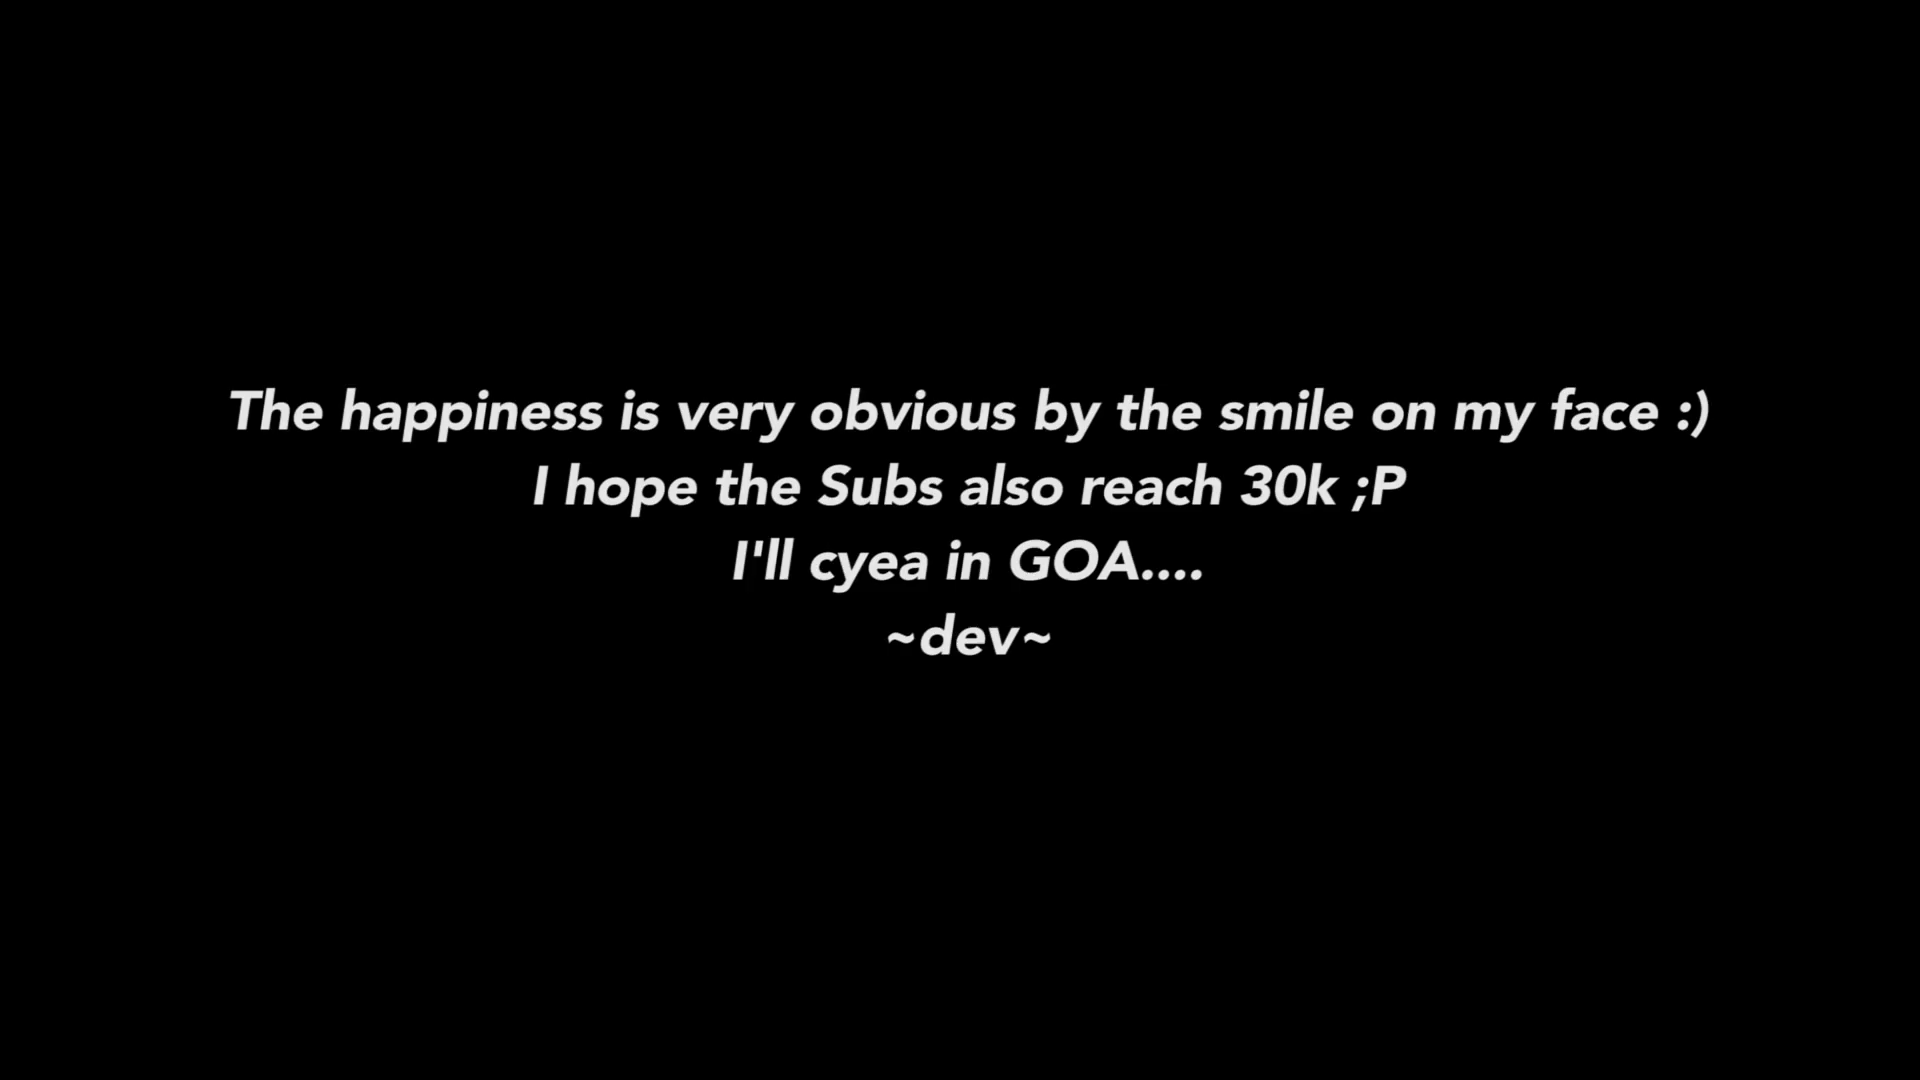 The happiness is very obvious by the smile on my face :)
I hope the Subs also reach 30k ;P
I'll cyea in GOA....
~dev~